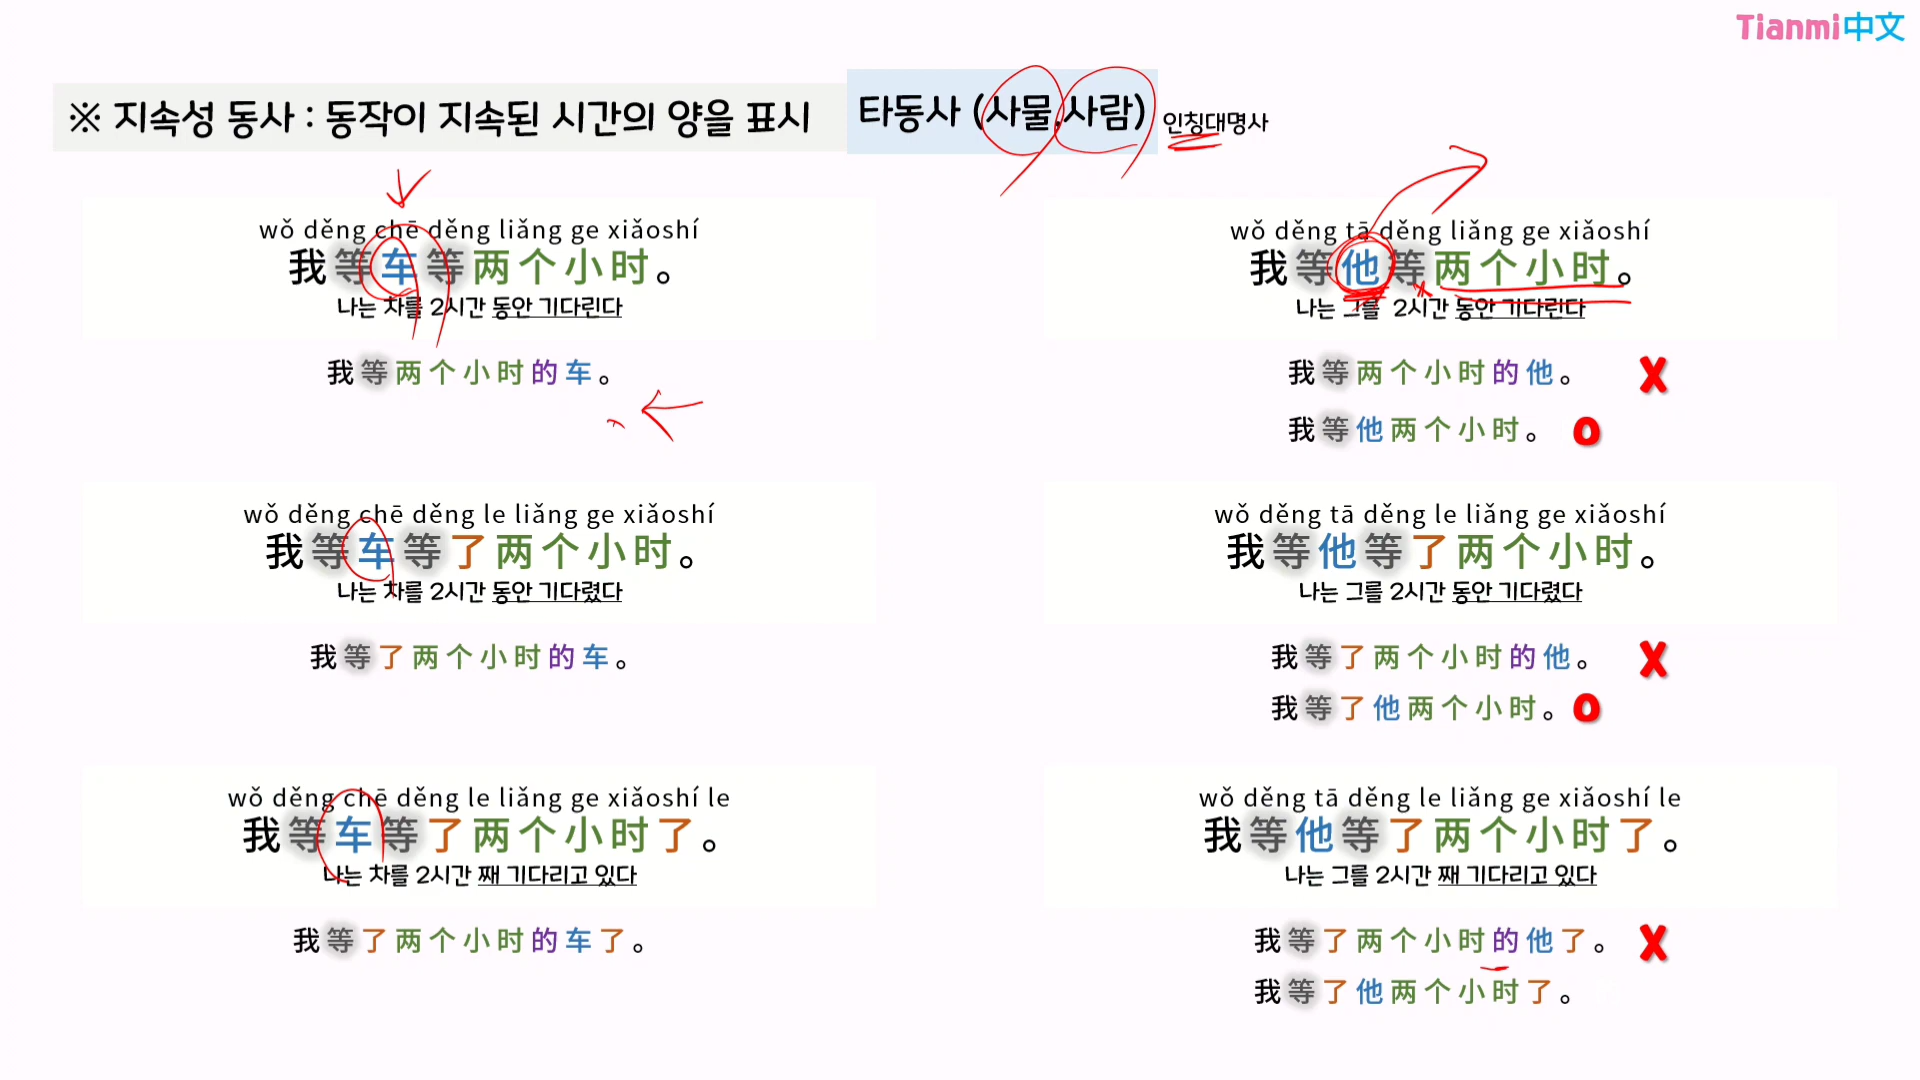 Tianmi中文
※ 지속성 동사 : 동작이 지속된 시간의 양을 표시
타동사 (사물,사람)
인칭대명사
wǒ děng chē děng liǎng ge xiǎoshí
我等车等两个小时。
나는 차를 2시간 동안 기다린다
我等两个小时的车。
wǒ děng chē děng le liǎng ge xiǎoshí
我等车等了两个小时。
나는 차를 2시간 동안 기다렸다
我等了两个小时的车。
wǒ děng chē děng le liǎng ge xiǎoshí le
我等车等了两个小时了。
나는 차를 2시간 째 기다리고 있다
我等了两个小时的车了。
wǒ děng tā děng liǎng ge xiǎoshí
我等他等两个小时。
나는 그를 2시간 동안 기다린다
我等两个小时的他。 X
我等他两个小时。 O
wǒ děng tā děng le liǎng ge xiǎoshí
我等他等了两个小时。
나는 그를 2시간 동안 기다렸다
我等了两个小时的他。 X
我等了他两个小时。 O
wǒ děng tā děng le liǎng ge xiǎoshí le
我等他等了两个小时了。
나는 그를 2시간 째 기다리고 있다
我等了两个小时的他了。 X
我等了他两个小时了。